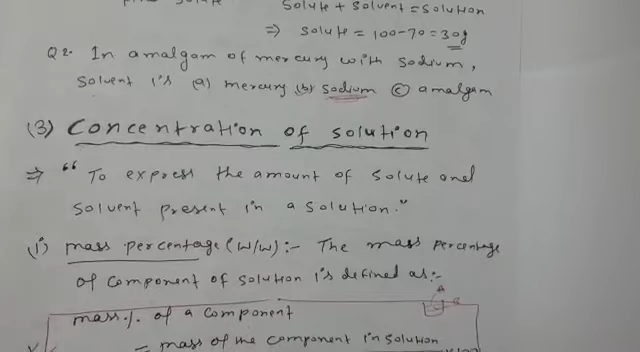 Solute + Solvent = Solution
⇒ Solute = 100-70 = 30g
Q2. In amalgam of mercury with sodium,
Solvent is (a) mercury (b) sodium (c) amalgam
(3) Concentration of solution
⇒ "To express the amount of solute and
solvent present in a solution."
(i) mass percentage (w/w) :- The mass percentage
of component of solution is defined as:-
mass % of a component
= mass of the component in solution